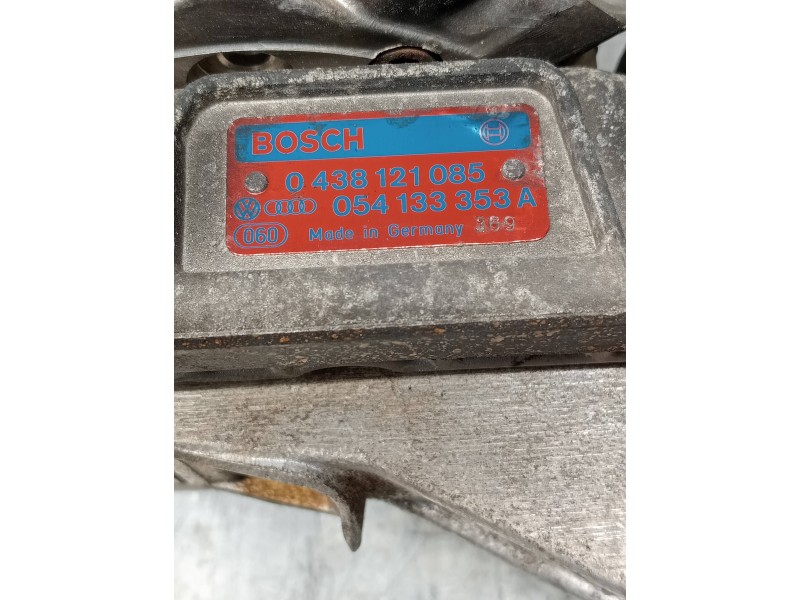 BOSCH
0 438 121 085
054 133 353 A
060 Made in Germany 389